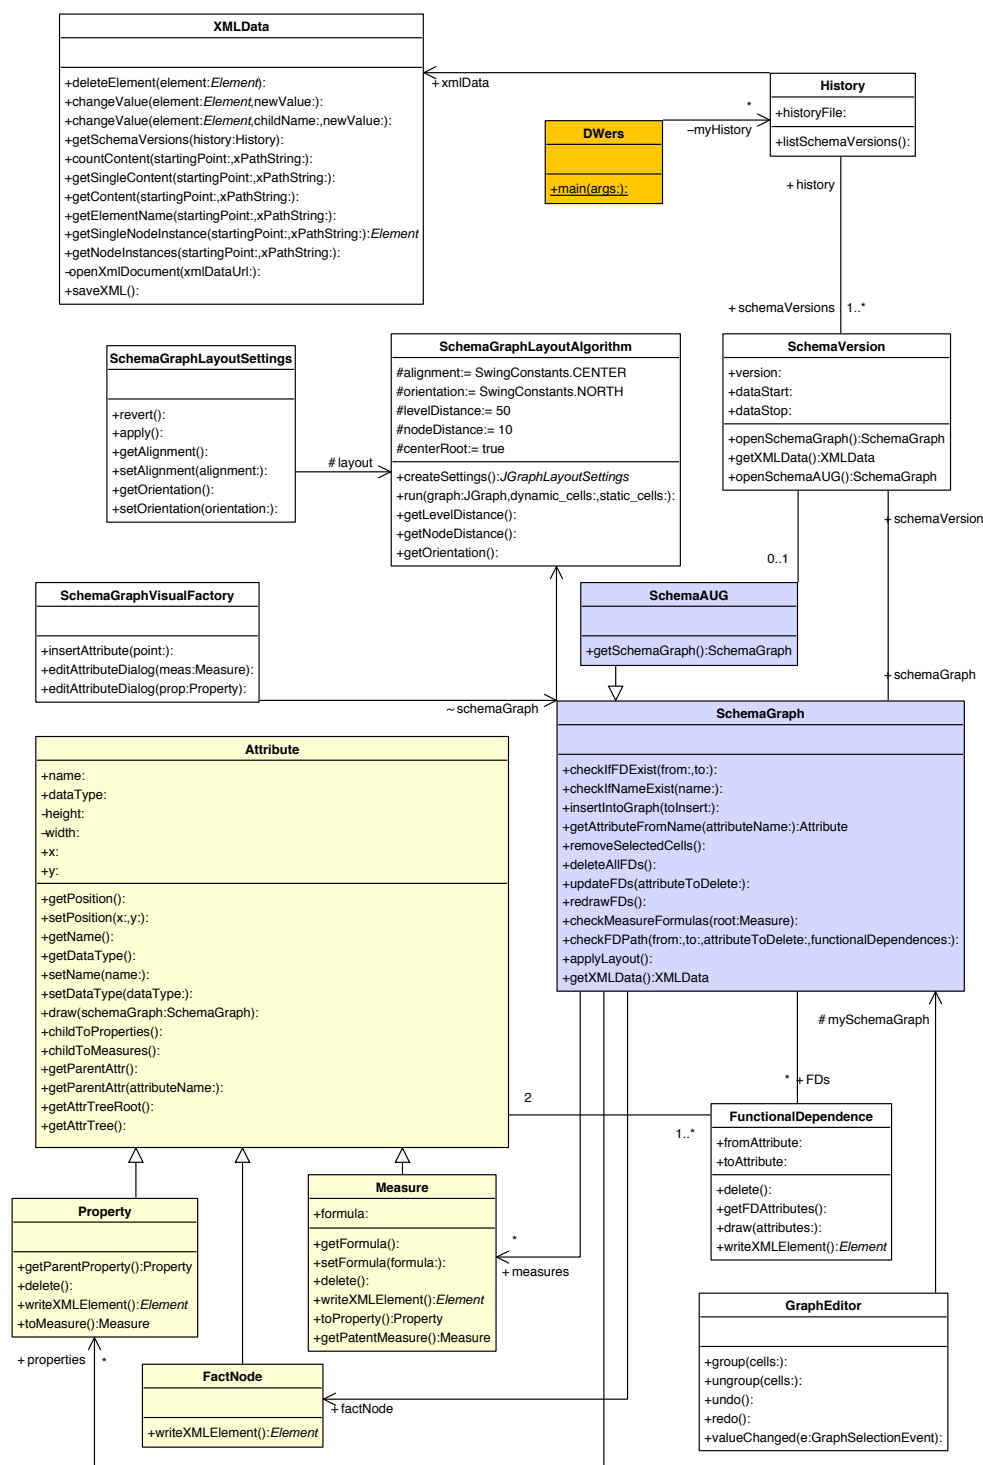 XMLData
+deleteElement(element:Element):
+changeValue(element:Element,newValue:):
+changeValue(element:Element,childName:,newValue:):
+getSchemaVersions(history:History):
+countContent(startingPoint:,xPathString:):
+getSingleContent(startingPoint:,xPathString:):
+getContent(startingPoint:,xPathString:):
+getElementName(startingPoint:,xPathString:):
+getSingleNodeInstance(startingPoint:,xPathString:):Element
+getNodeInstances(startingPoint:,xPathString:):
-openXmlDocument(xmlDataUrl:):
+saveXML():
+ xmlData
DWers
+main(args:):
*
-myHistory
History
+historyFile:
+listSchemaVersions():
+ history
+ schemaVersions 1..*
SchemaGraphLayoutSettings
+revert():
+apply():
+getAlignment():
+setAlignment(alignment:):
+getOrientation():
+setOrientation(orientation:):
# layout
SchemaGraphLayoutAlgorithm
#alignment:= SwingConstants.CENTER
#orientation:= SwingConstants.NORTH
#levelDistance:= 50
#nodeDistance:= 10
#centerRoot:= true
+createSettings():JGraphLayoutSettings
+run(graph:JGraph,dynamic_cells:,static_cells:):
+getLevelDistance():
+getNodeDistance():
+getOrientation():
SchemaVersion
+version:
+dataStart:
+dataStop:
+openSchemaGraph():SchemaGraph
+getXMLData():XMLData
+openSchemaAUG():SchemaGraph
+ schemaVersion
0..1
SchemaGraphVisualFactory
+insertAttribute(point:):
+editAttributeDialog(meas:Measure):
+editAttributeDialog(prop:Property):
~ schemaGraph
SchemaAUG
+getSchemaGraph():SchemaGraph
+ schemaGraph
SchemaGraph
+checkIfFDExist(from:,to:):
+checkIfNameExist(name:):
+insertIntoGraph(toInsert:):
+getAttributeFromName(attributeName:):Attribute
+removeSelectedCells():
+deleteAllFDs():
+updateFDs(attributeToDelete:):
+redrawFDs():
+checkMeasureFormulas(root:Measure):
+checkFDPath(from:,to:,attributeToDelete:,functionalDependences:):
+applyLayout():
+getXMLData():XMLData
Attribute
+name:
+dataType:
-height:
-width:
+x:
+y:
+getPosition():
+setPosition(x:,y:):
+getName():
+getDataType():
+setName(name:):
+setDataType(dataType:):
+draw(schemaGraph:SchemaGraph):
+childToProperties():
+childToMeasures():
+getParentAttr():
+getParentAttr(attributeName:):
+getAttrTreeRoot():
+getAttrTree():
# mySchemaGraph
* + FDs
2
1..*
FunctionalDependence
+fromAttribute:
+toAttribute:
+delete():
+getFDAttributes():
+draw(attributes:):
+writeXMLElement():Element
Property
+getParentProperty():Property
+delete():
+writeXMLElement():Element
+toMeasure():Measure
+ properties *
Measure
+formula:
+getFormula():
+setFormula(formula:):
+delete():
+writeXMLElement():Element
+toProperty():Property
+getPatentMeasure():Measure
*
+ measures
FactNode
+writeXMLElement():Element
+ factNode
GraphEditor
+group(cells:):
+ungroup(cells:):
+undo():
+redo():
+valueChanged(e:GraphSelectionEvent):